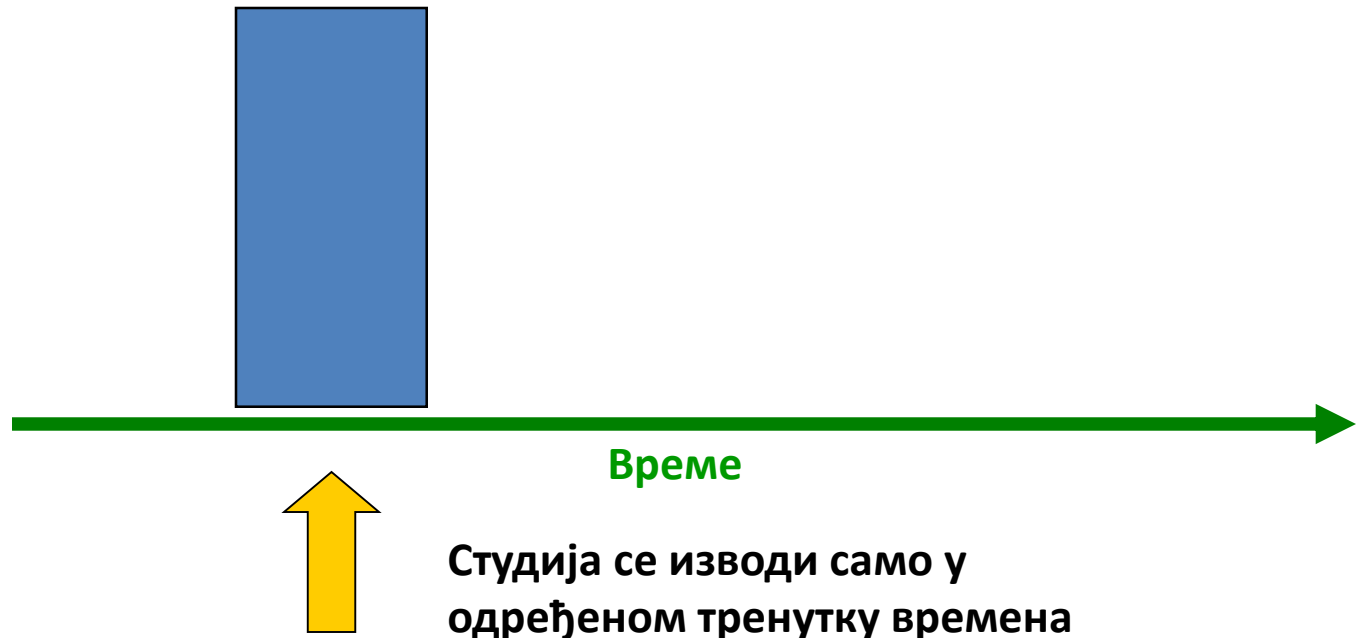 Време
Студија се изводи само у
одређеном тренутку времена